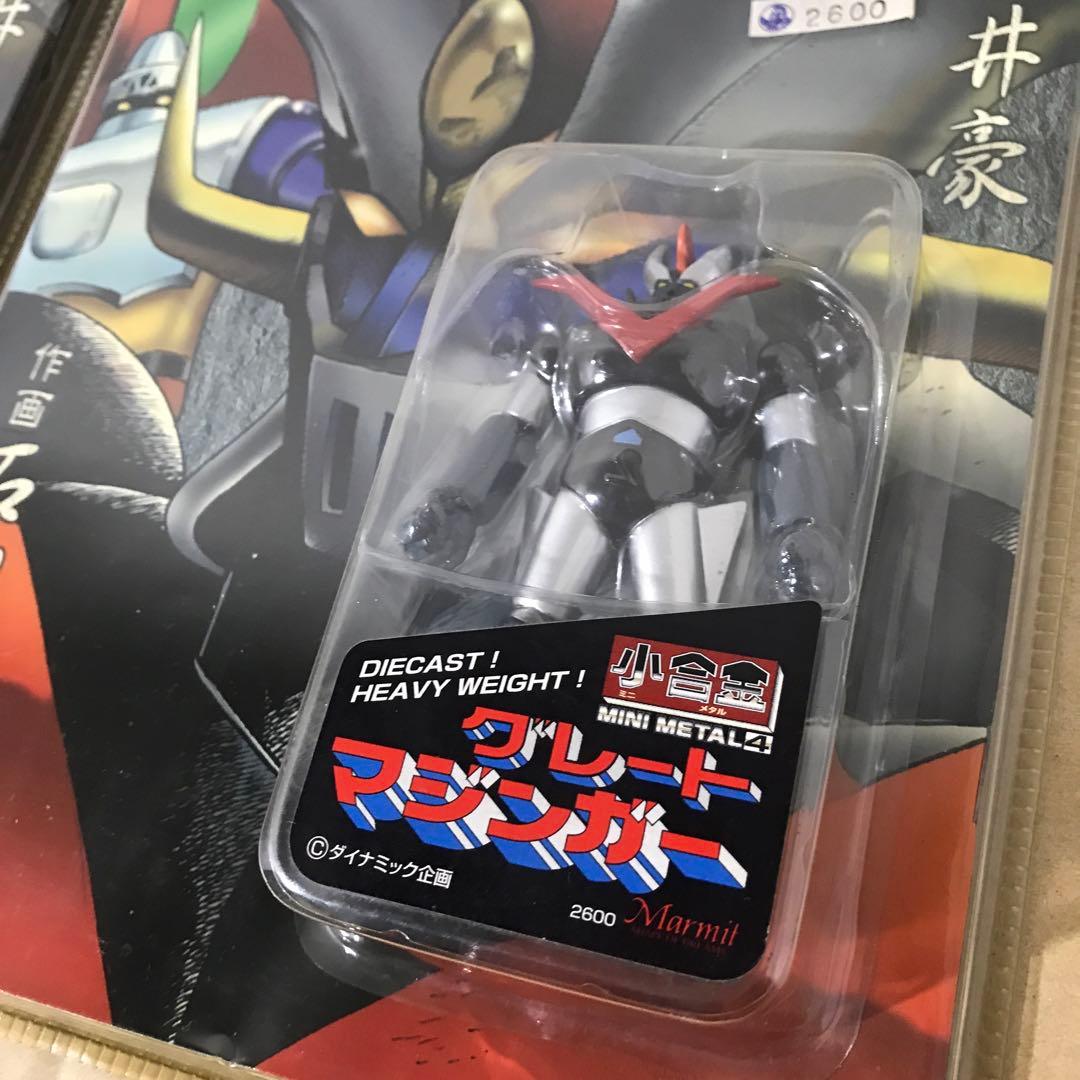 井
2600
井豪
作画
DIECAST!
HEAVY WEIGHT!
小合金
ミニ メタル
MINI METAL 4
グレート
マジンガー
©ダイナミック企画
2600 Marmit